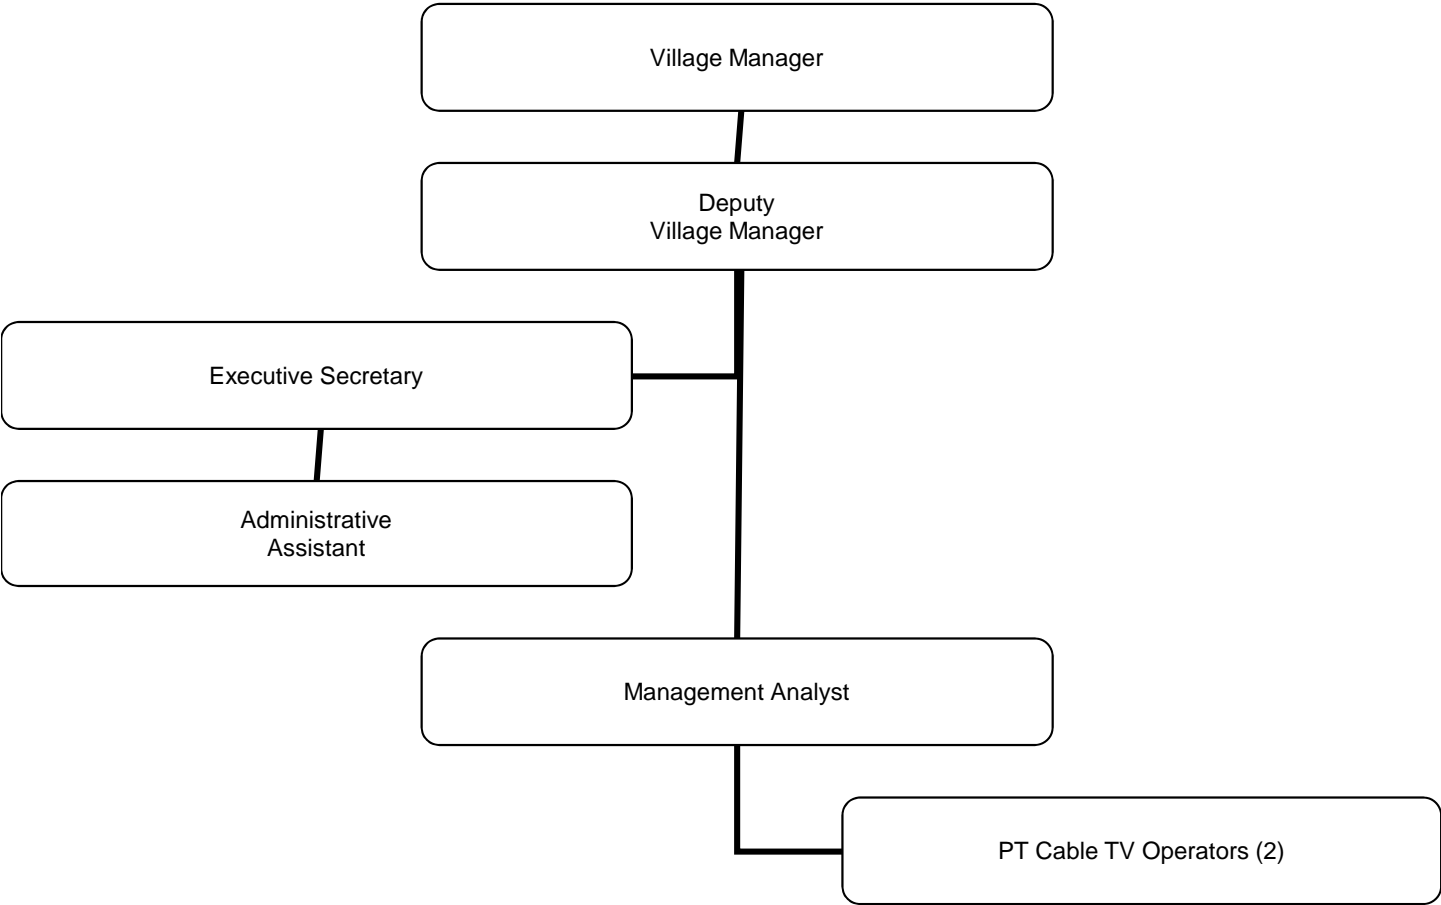 Village Manager
Deputy
Village Manager
Executive Secretary
Administrative
Assistant
Management Analyst
PT Cable TV Operators (2)